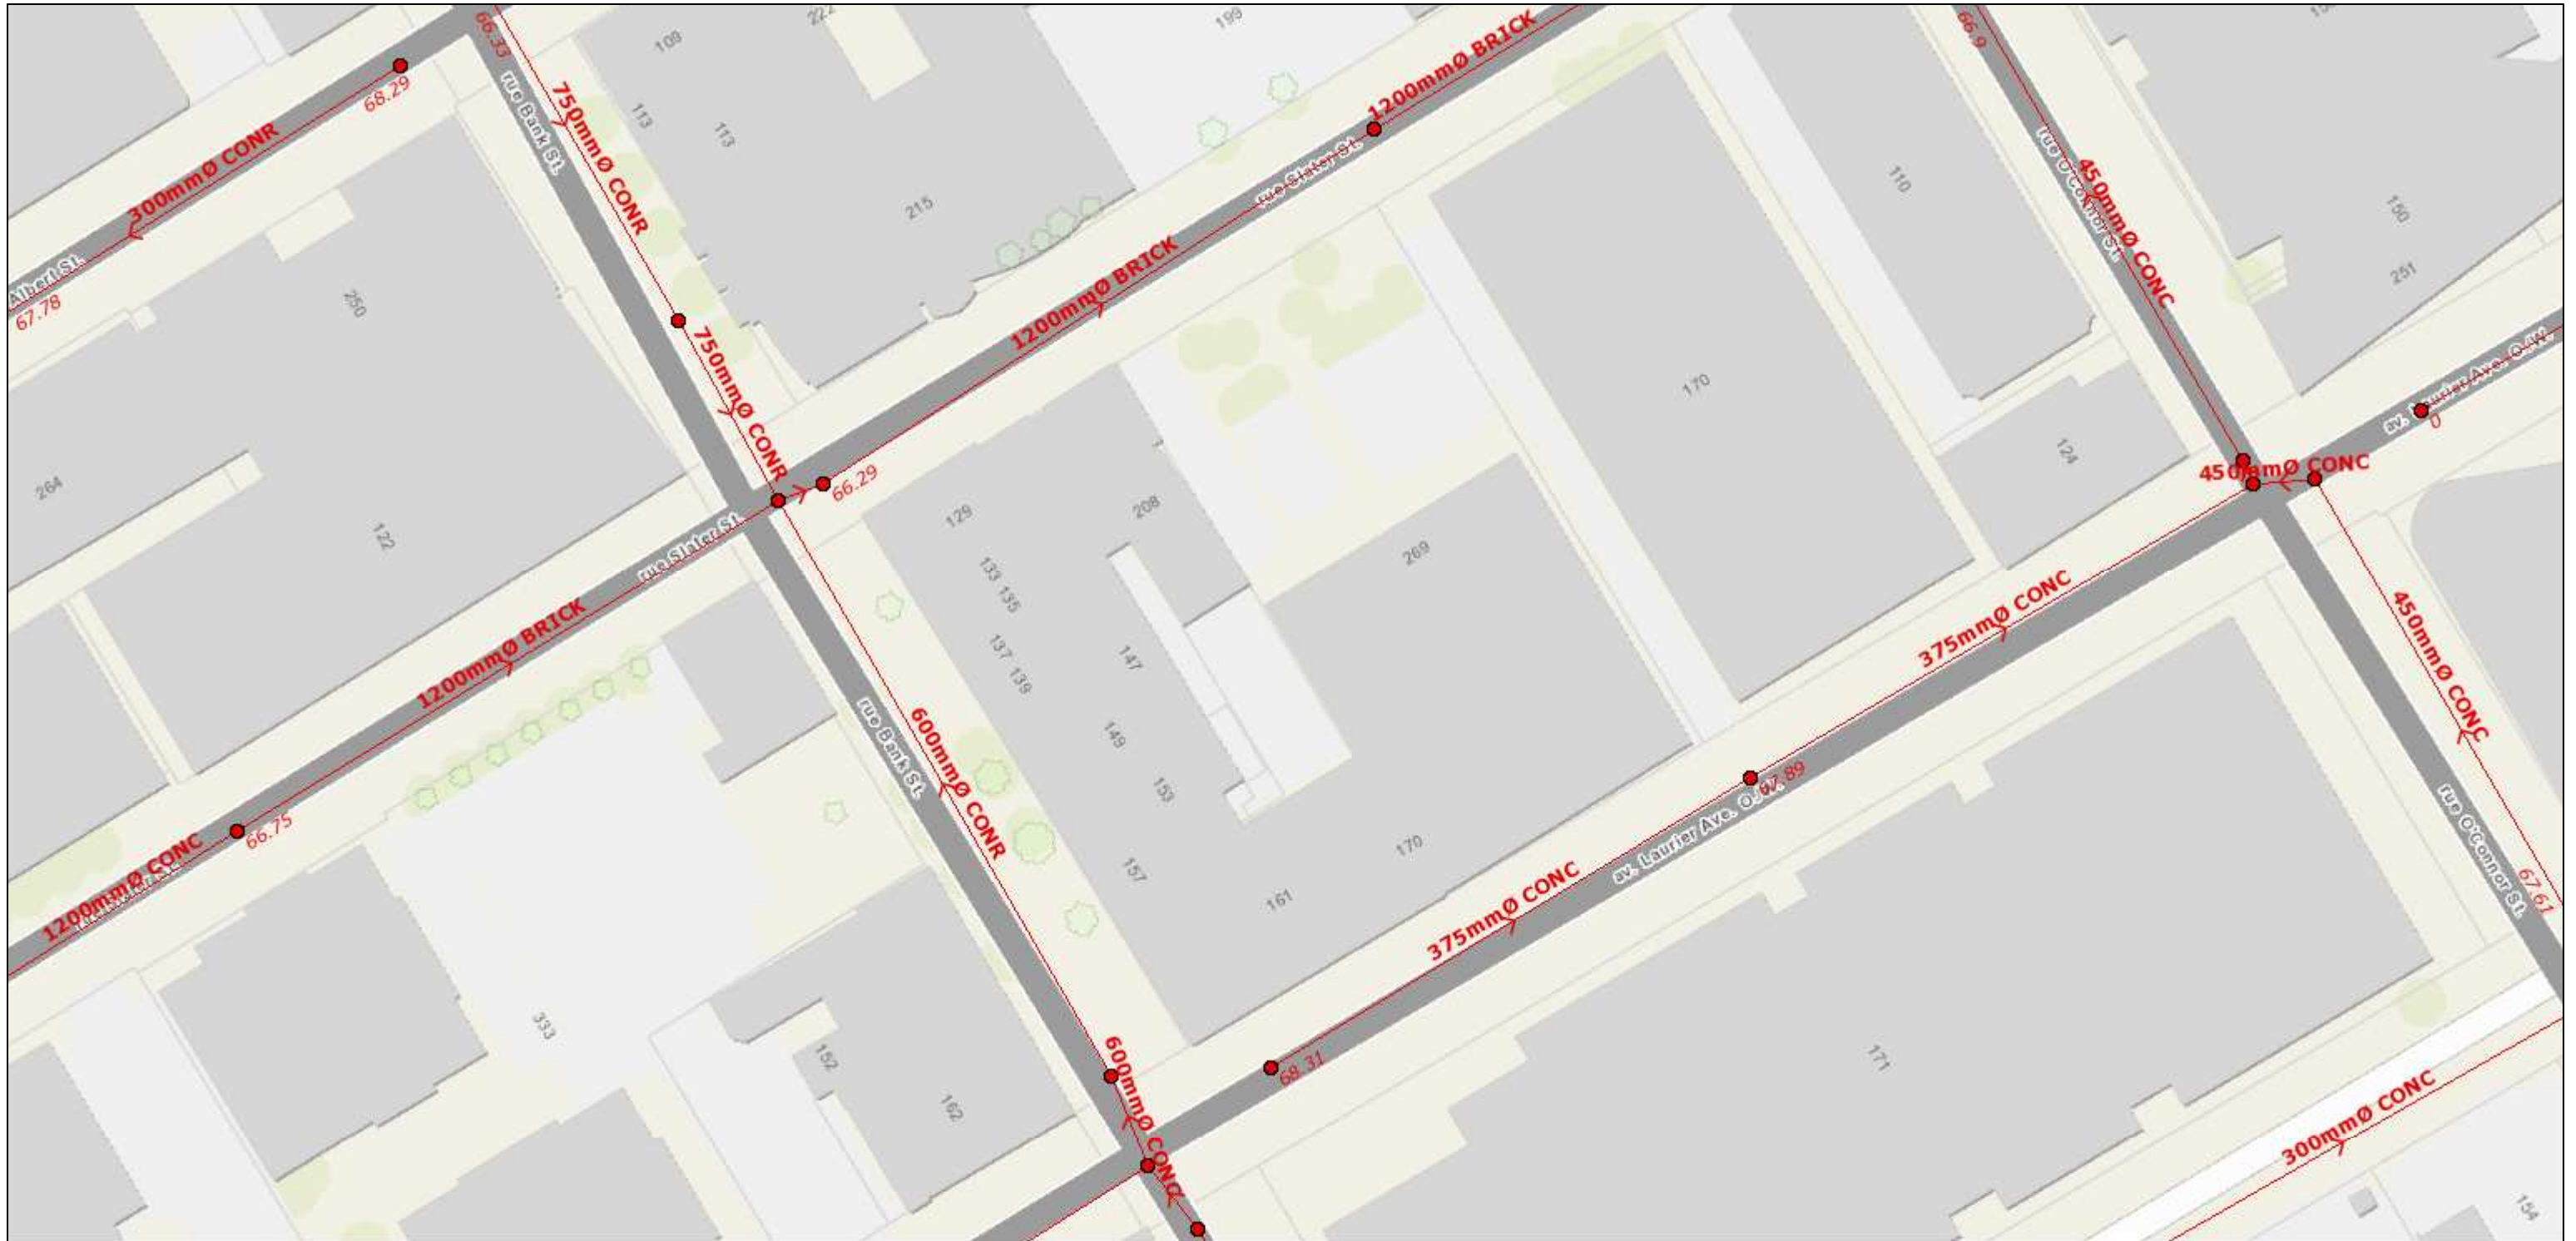 66.33
rue Bank St.
750mmØ CONR
109
222
199
1200mmØ BRICK
66.9
68.29
113
113
rue Slater St.
rue O'Connor St.
450mmØ CONC
110
150
300mmØ CONR
215
Albert St.
67.78
250
1200mmØ BRICK
251
750mmØ CONR
170
av. Laurier Ave. O./W.
0
264
122
66.29
129
208
124
450mmØ CONC
rue Slater St.
133
135
269
1200mmØ BRICK
137
139
147
375mmØ CONC
450mmØ CONC
600mmØ CONR
rue Bank St.
149
153
67.89
66.75
1200mmØ CONC
157
170
161
av. Laurier Ave. O./W.
rue O'Connor St.
67.61
375mmØ CONC
333
152
162
68.31
600mmØ CONC
171
300mmØ CONC
154